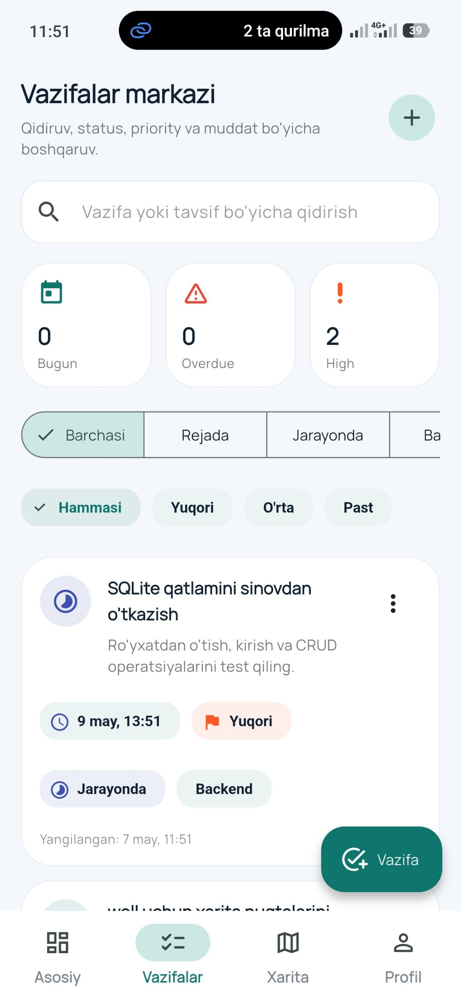 11:51
2 ta qurilma
4G+
39
Vazifalar markazi
Qidiruv, status, priority va muddat bo'yicha
boshqaruv.
Vazifa yoki tavsif bo'yicha qidirish
0
Bugun
0
Overdue
2
High
Barchasi
Rejada
Jarayonda
Ba
Hammasi
Yuqori
O'rta
Past
SQLite qatlamini sinovdan
o'tkazish
Ro'yxatdan o'tish, kirish va CRUD
operatsiyalarini test qiling.
9 may, 13:51
Yuqori
Jarayonda
Backend
Yangilangan: 7 may, 11:51
Vazifa
uchun xarita nuqtalarini
Asosiy
Vazifalar
Xarita
Profil